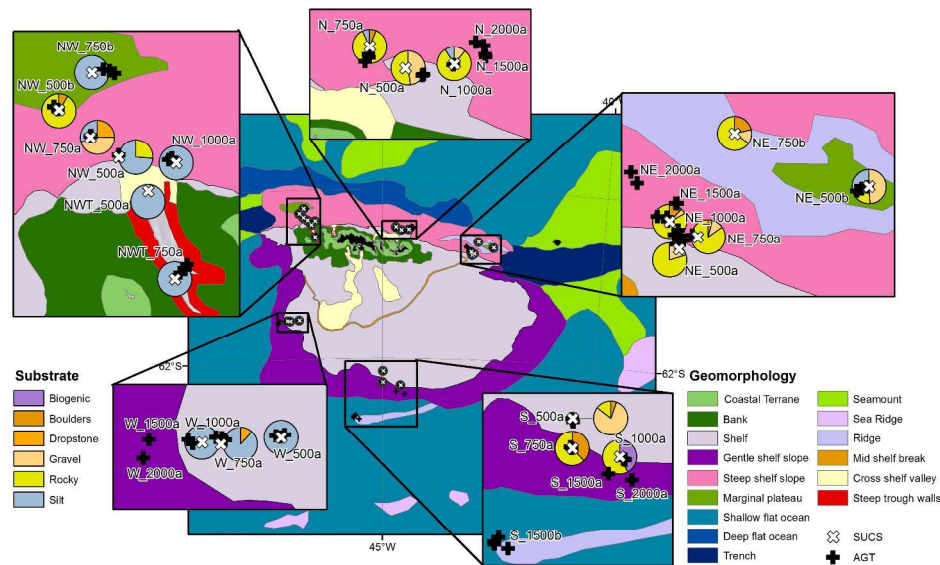 NW_750b
NW_500b
NW_750a
NW_500a
NW_1000a
NWT_500a
NWT_750a
N_750a
N_2000a
N_500a
N_1500a
N_1000a
40
NE_750b
NE_2000a
NE_500b
NE_1500a
NE_1000a
NE_750a
NE_500a
62°S
62°S
45°W
W_1500a
W_1000a
W_500a
W_750a
W_2000a
S_500a
S_1000a
S_750a
S_1500a
S_2000a
S_1500b
Substrate
Biogenic
Boulders
Dropstone
Gravel
Rocky
Silt
Geomorphology
Coastal Terrane
Bank
Shelf
Gentle shelf slope
Steep shelf slope
Marginal plateau
Shallow flat ocean
Deep flat ocean
Trench
Seamount
Sea Ridge
Ridge
Mid shelf break
Cross shelf valley
Steep trough walls
SUCS
AGT